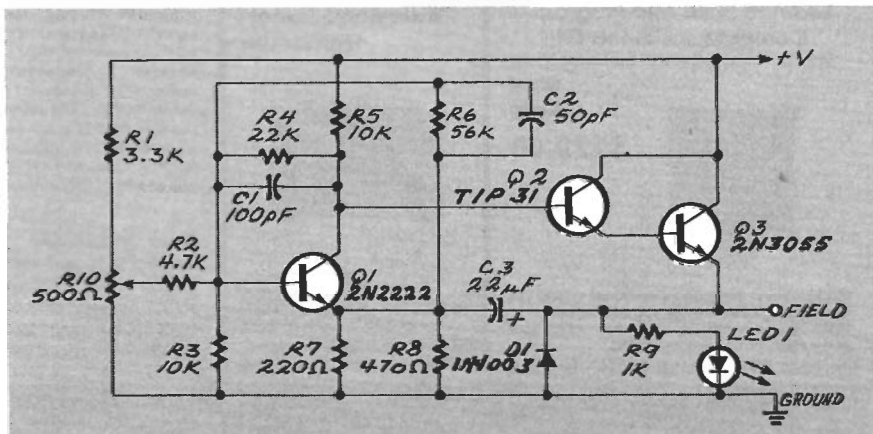 +V
R1
3.3K
R4
22K
C1
100pF
R5
10K
R6
56K
C2
50pF
Q2
TIP 31
Q3
2N3055
R10
500Ω
R2
4.7K
Q1
2N2222
C3
22µF
+
FIELD
R3
10K
R7
220Ω
R8
470Ω
D1
1N4003
R9
1K
LED1
GROUND